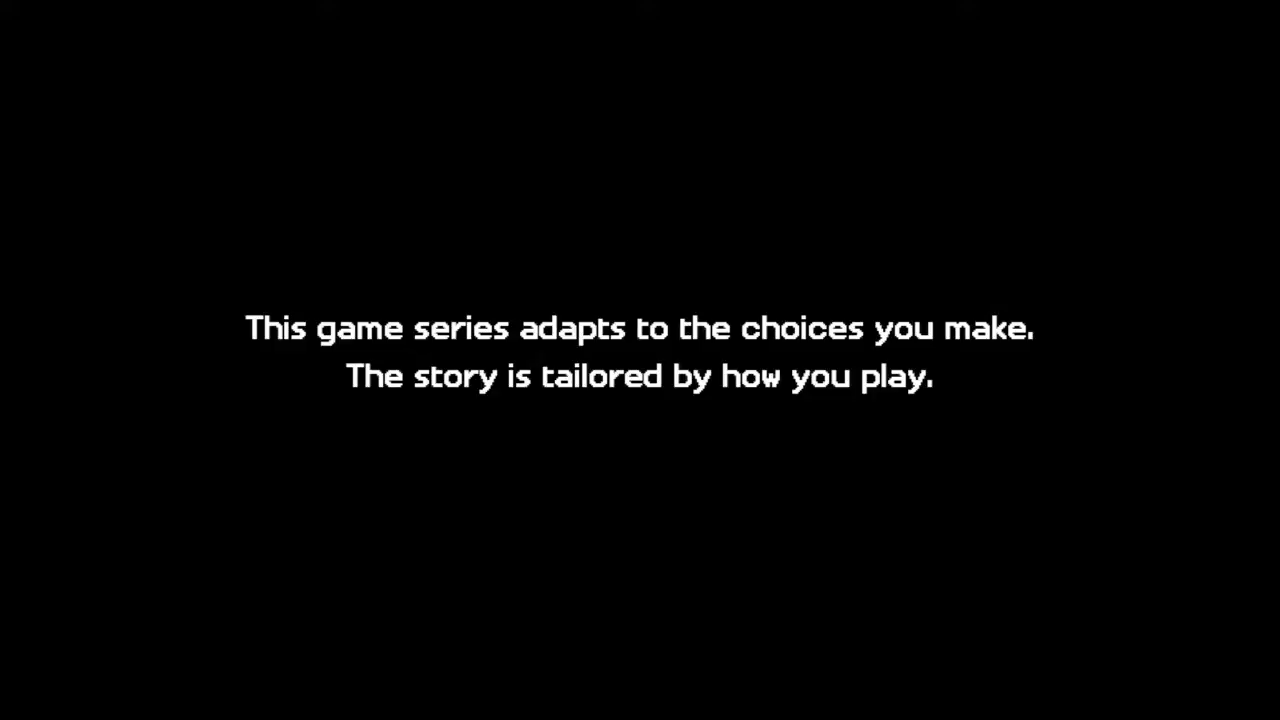 This game series adapts to the choices you make.
The story is tailored by how you play.